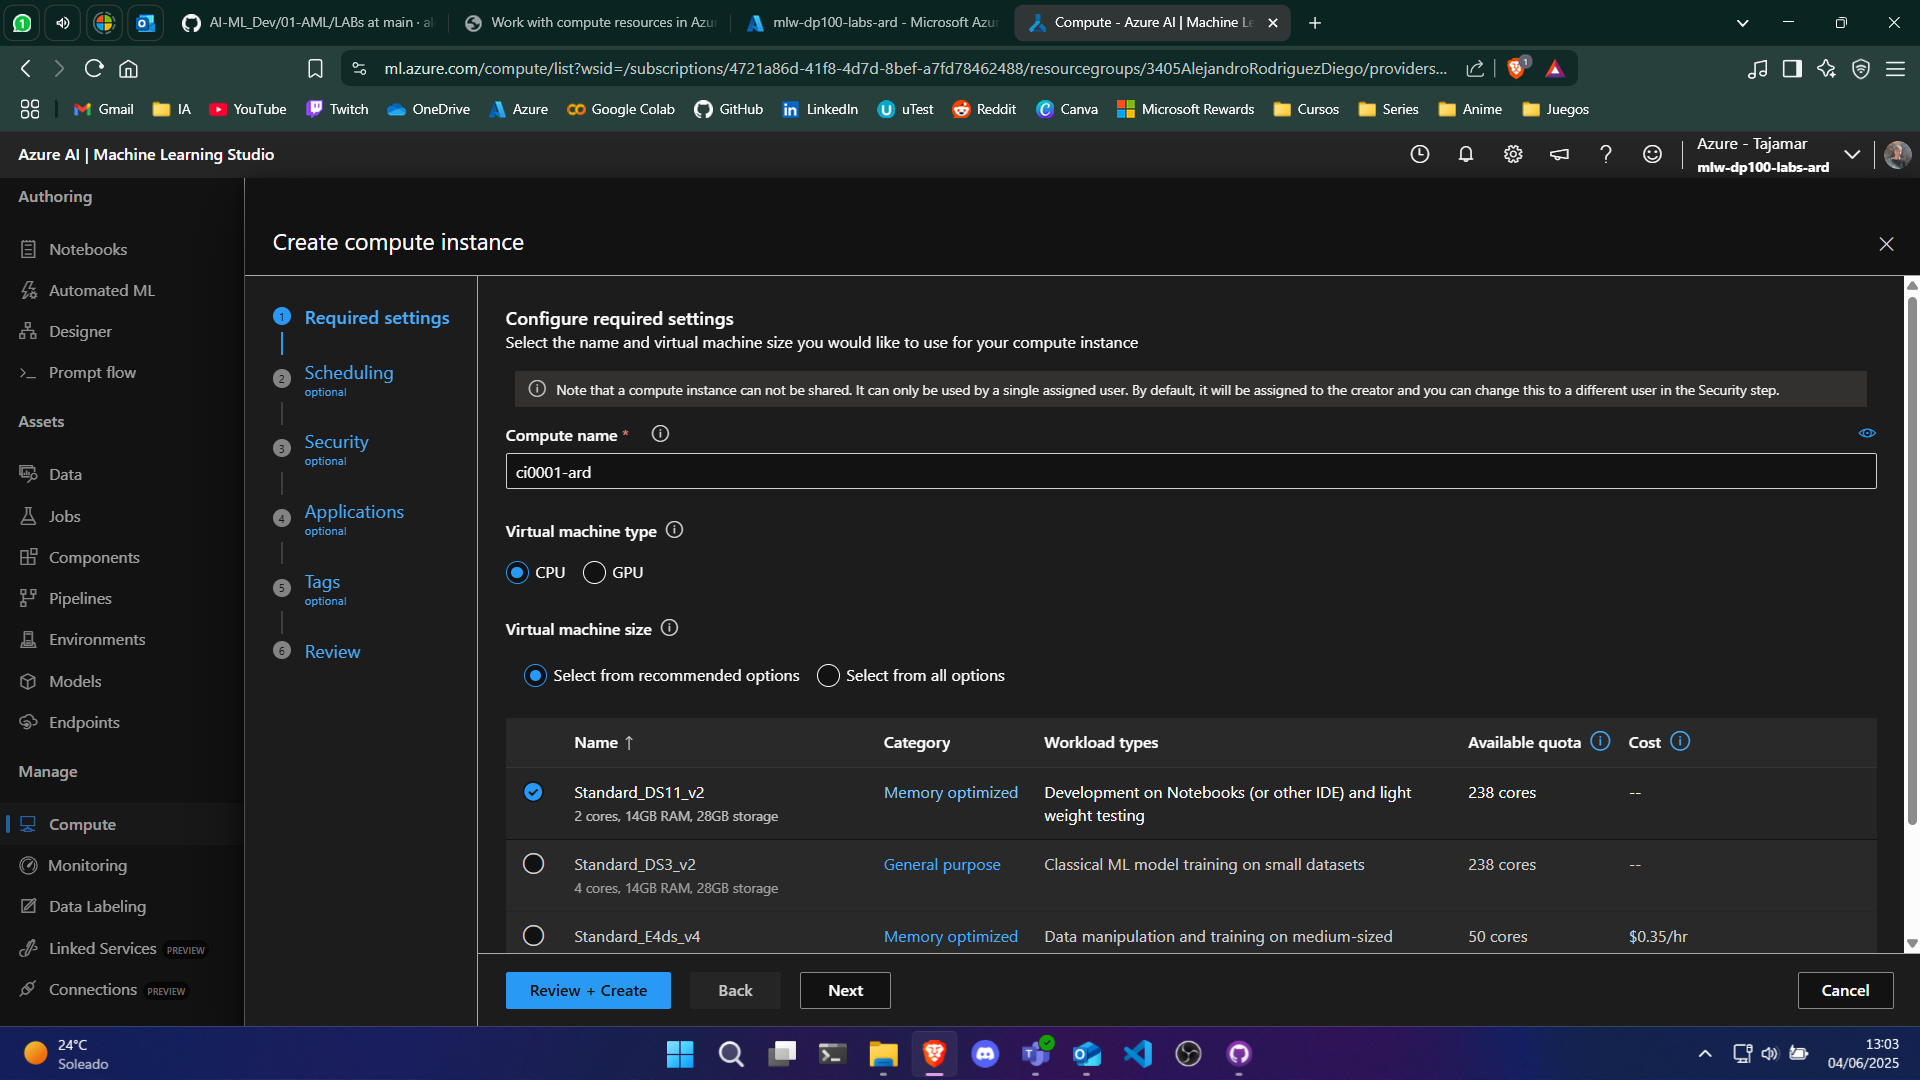 AI-ML_Dev/01-AML/LABs at main · al
Work with compute resources in Azu
mlw-dp100-labs-ard - Microsoft Azu
Compute - Azure AI | Machine Le
ml.azure.com/compute/list?wsid=/subscriptions/4721a86d-41f8-4d7d-8bef-a7fd78462488/resourcegroups/3405AlejandroRodriguezDiego/providers...
1
Gmail
IA
YouTube
Twitch
OneDrive
Azure
Google Colab
GitHub
LinkedIn
uTest
Reddit
Canva
Microsoft Rewards
Cursos
Series
Anime
Juegos
Azure AI | Machine Learning Studio
Azure - Tajamar
mlw-dp100-labs-ard
Authoring
Notebooks
Automated ML
Designer
Prompt flow
Assets
Data
Jobs
Components
Pipelines
Environments
Models
Endpoints
Manage
Compute
Monitoring
Data Labeling
Linked Services PREVIEW
Connections PREVIEW
Create compute instance
1 Required settings
2 Scheduling
optional
3 Security
optional
4 Applications
optional
5 Tags
optional
6 Review
Configure required settings
Select the name and virtual machine size you would like to use for your compute instance
Note that a compute instance can not be shared. It can only be used by a single assigned user. By default, it will be assigned to the creator and you can change this to a different user in the Security step.
Compute name *
ci0001-ard
Virtual machine type
CPU GPU
Virtual machine size
Select from recommended options Select from all options
Name ↑ Category Workload types Available quota Cost
Standard_DS11_v2 Memory optimized Development on Notebooks (or other IDE) and light 238 cores --
2 cores, 14GB RAM, 28GB storage weight testing
Standard_DS3_v2 General purpose Classical ML model training on small datasets 238 cores --
4 cores, 14GB RAM, 28GB storage
Standard_E4ds_v4 Memory optimized Data manipulation and training on medium-sized 50 cores $0.35/hr
Review + Create Back Next Cancel
24°C
Soleado
13:03
04/06/2025